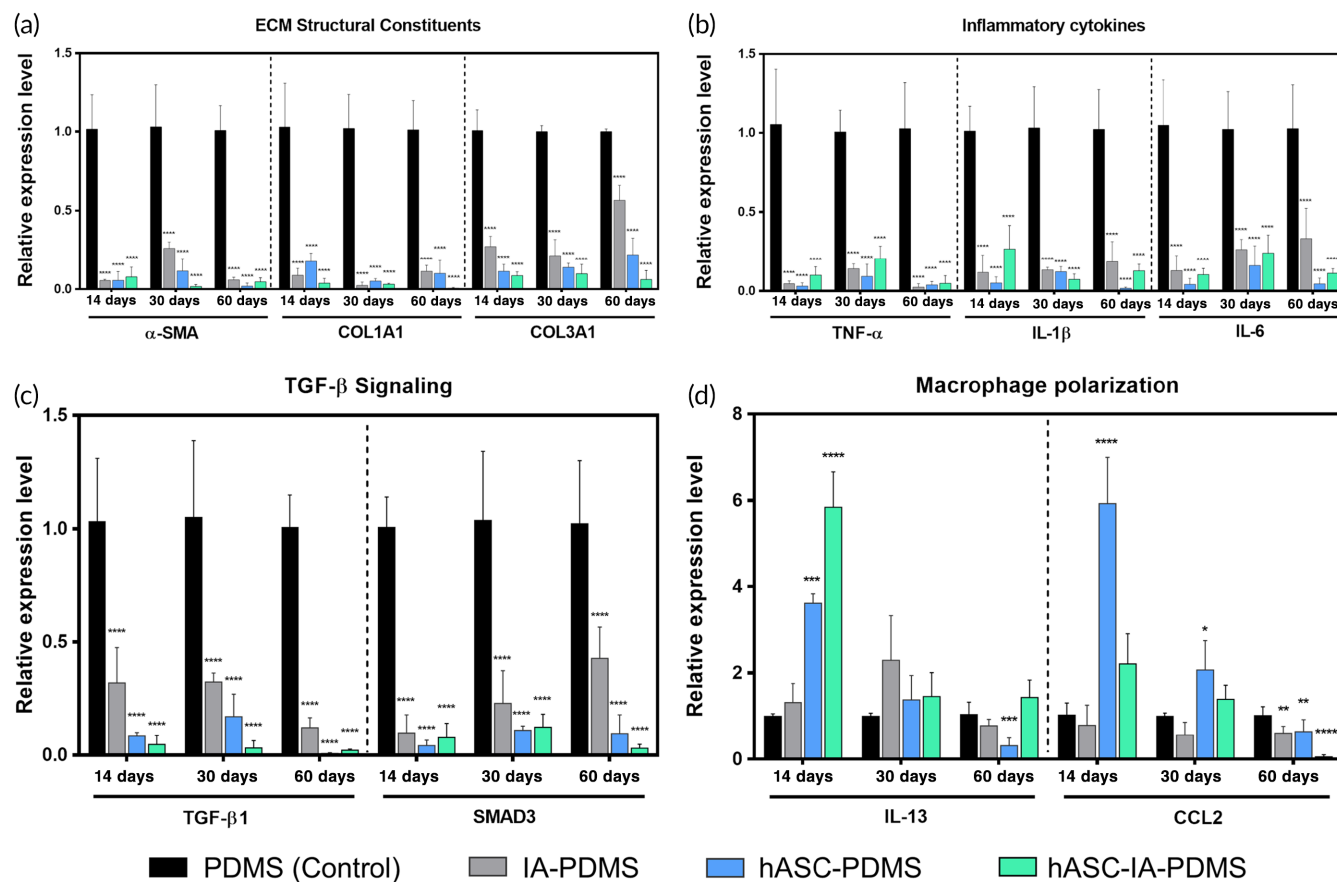 (a)
ECM Structural Constituents
Relative expression level
1.5
1.0
0.5
0.0
**** **** **** **** **** **** **** **** ****
**** **** **** **** **** **** **** **** ****
**** **** **** **** **** **** **** **** ****
14 days 30 days 60 days 14 days 30 days 60 days 14 days 30 days 60 days
α-SMA COL1A1 COL3A1
(b)
Inflammatory cytokines
Relative expression level
1.5
1.0
0.5
0.0
**** **** **** **** **** **** **** **** ****
**** **** **** **** **** **** **** **** ****
**** **** **** **** **** **** **** **** ****
14 days 30 days 60 days 14 days 30 days 60 days 14 days 30 days 60 days
TNF-α IL-1β IL-6
(c)
TGF-β Signaling
Relative expression level
1.5
1.0
0.5
0.0
**** **** **** **** **** **** **** **** ****
**** **** **** **** **** **** **** **** ****
14 days 30 days 60 days 14 days 30 days 60 days
TGF-β1 SMAD3
(d)
Macrophage polarization
Relative expression level
8
6
4
2
0
*** **** *** **** * ** ** ****
14 days 30 days 60 days 14 days 30 days 60 days
IL-13 CCL2
PDMS (Control) IA-PDMS hASC-PDMS hASC-IA-PDMS